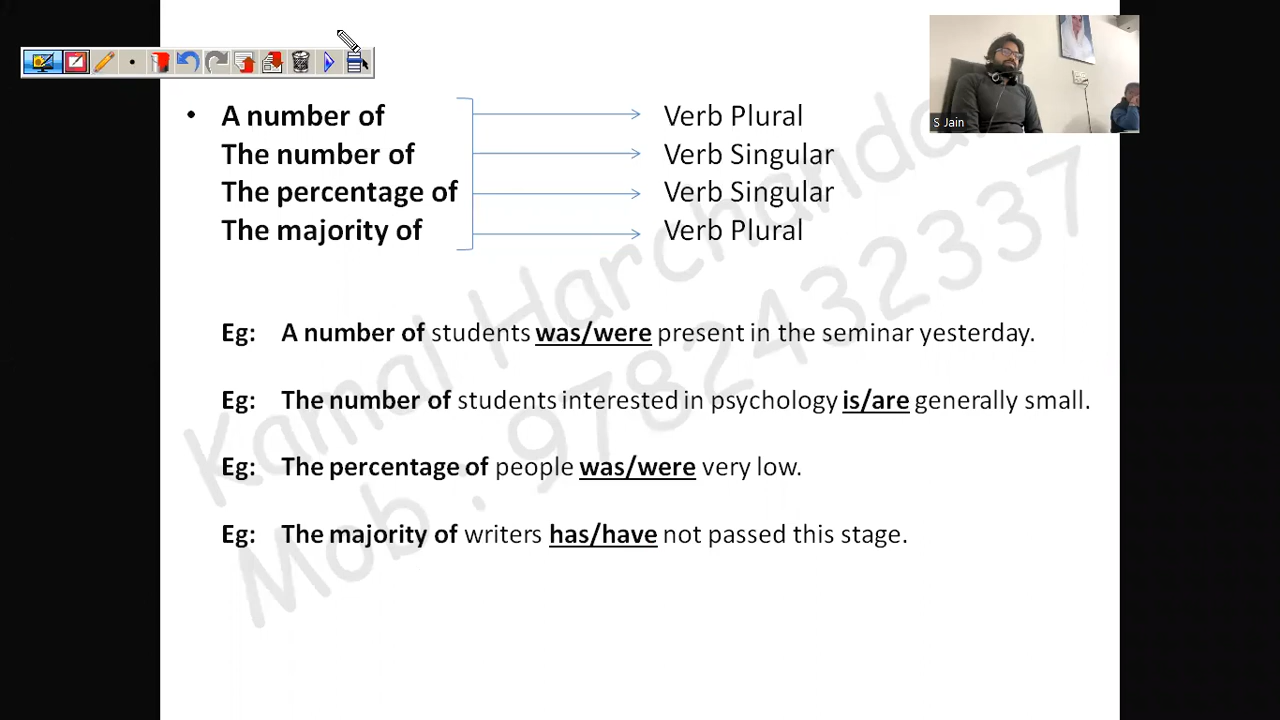 S Jain
• A number of Verb Plural
The number of Verb Singular
The percentage of Verb Singular
The majority of Verb Plural
Eg: A number of students was/were present in the seminar yesterday.
Eg: The number of students interested in psychology is/are generally small.
Eg: The percentage of people was/were very low.
Eg: The majority of writers has/have not passed this stage.
Kamal Harchandani
Mob : 9782432337